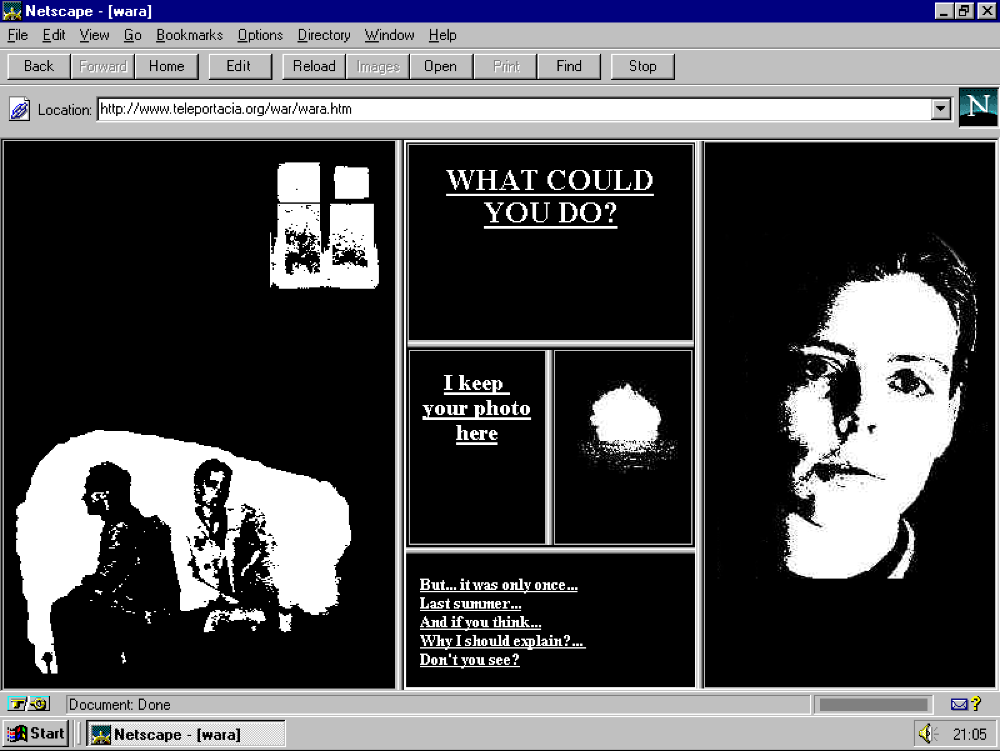 Netscape - [wara]
File Edit View Go Bookmarks Options Directory Window Help
Back Forward Home Edit Reload Images Open Print Find Stop
Location: http://www.teleportacia.org/war/wara.htm
N
WHAT COULD
YOU DO?
I keep
your photo
here
But... it was only once...
Last summer...
And if you think...
Why I should explain?...
Don't you see?
Document: Done
?
Start Netscape - [wara] 21:05